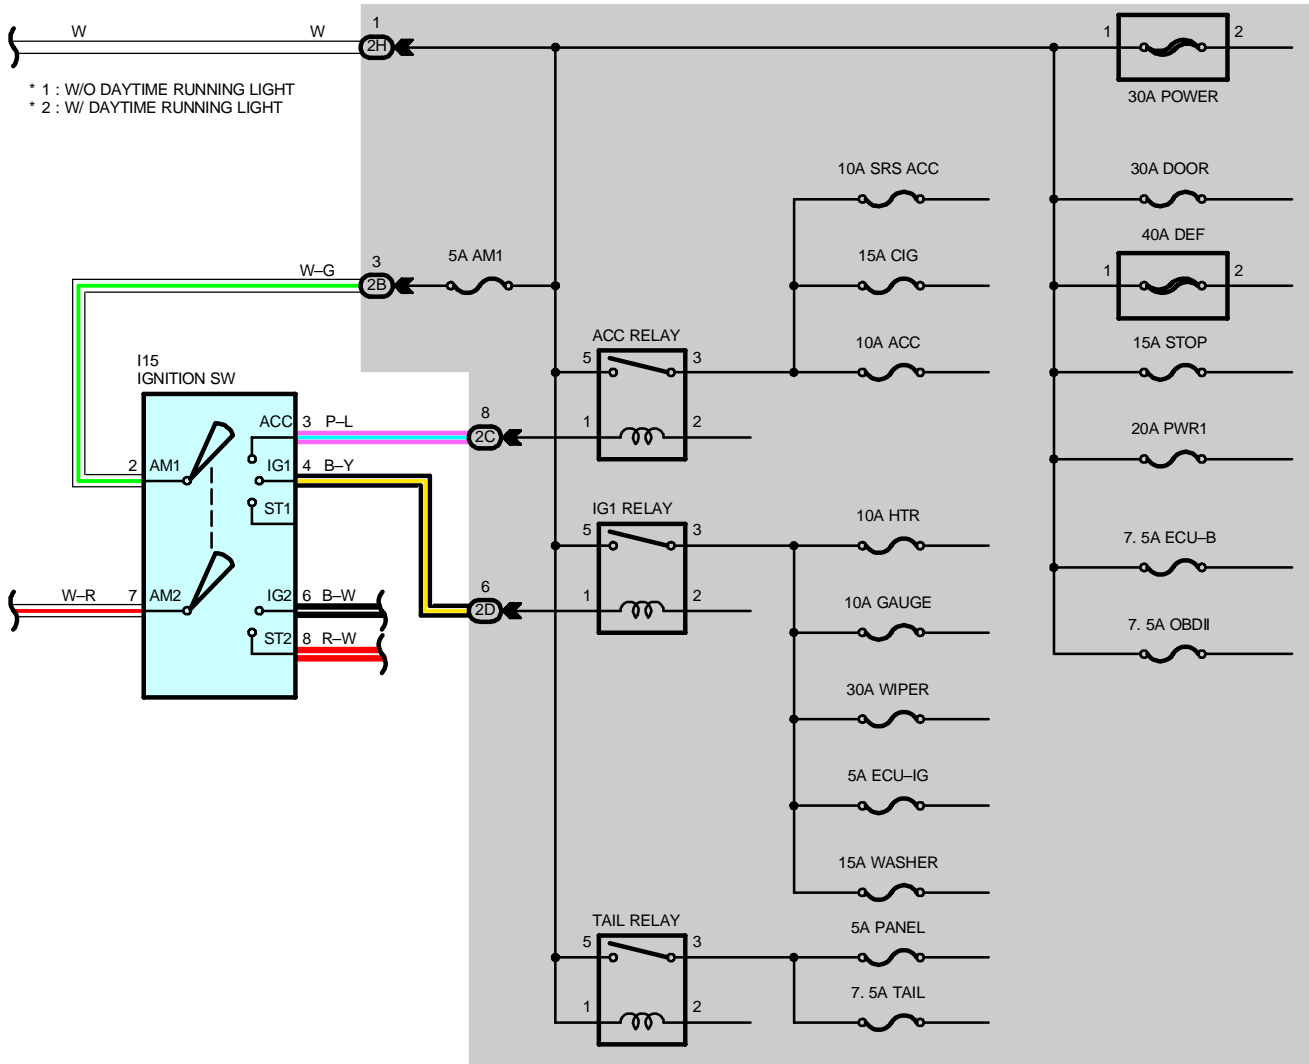 W W 1
2H
1 2
30A POWER
* 1 : W/O DAYTIME RUNNING LIGHT
* 2 : W/ DAYTIME RUNNING LIGHT
10A SRS ACC
30A DOOR
W–G 3
2B
5A AM1
15A CIG
40A DEF
1 2
ACC RELAY
5 3
1 2
10A ACC
15A STOP
I15
IGNITION SW
ACC 3 P–L
8
2C
20A PWR1
2 AM1
IG1 4 B–Y
ST1
IG1 RELAY
5 3
1 2
10A HTR
7. 5A ECU–B
W–R 7 AM2
IG2 6 B–W
ST2 8 R–W
6
2D
10A GAUGE
7. 5A OBDII
30A WIPER
5A ECU–IG
15A WASHER
TAIL RELAY
5 3
1 2
5A PANEL
7. 5A TAIL